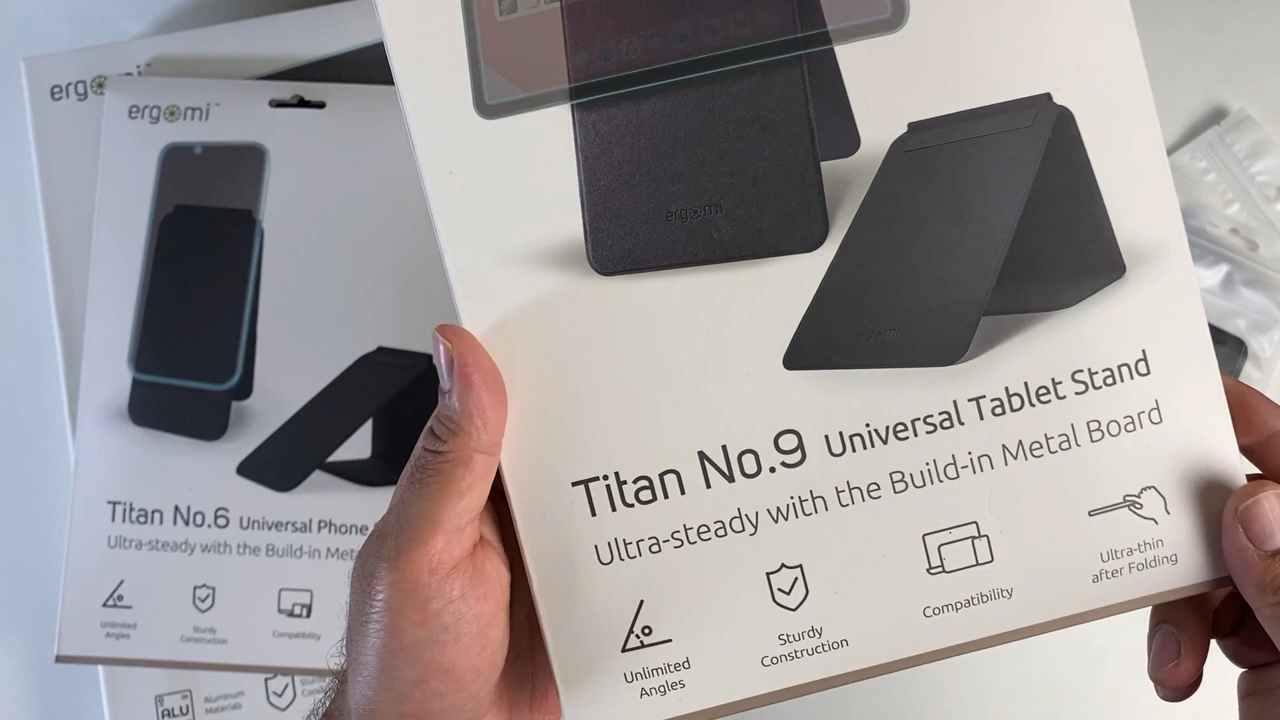 ergomi™
ergomi™
ergomi
ergomi
Titan No.9 Universal Tablet Stand
Ultra-steady with the Build-in Metal Board
Unlimited
Angles
Sturdy
Construction
Compatibility
Ultra-thin
after Folding
Titan No.6 Universal Phone
Ultra-steady with the Build-in
Unlimited
Angles
Sturdy
Construction
Compatibility
ALU
Aluminum
Materials